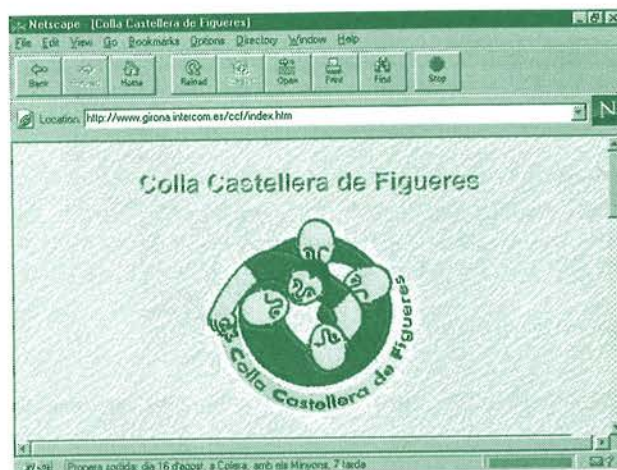 Netscape - [Colla Castellera de Figueres]
File Edit View Go Bookmarks Options Directory Window Help
Back Home Reload Open Print Find Stop
Location: http://www.girona.intercom.es/ccf/index.htm
N
Colla Castellera de Figueres
Colla Castellera de Figueres
Propera sortida: dia 16 d'agost, a Colera, amb els Minyons, 7 tarda